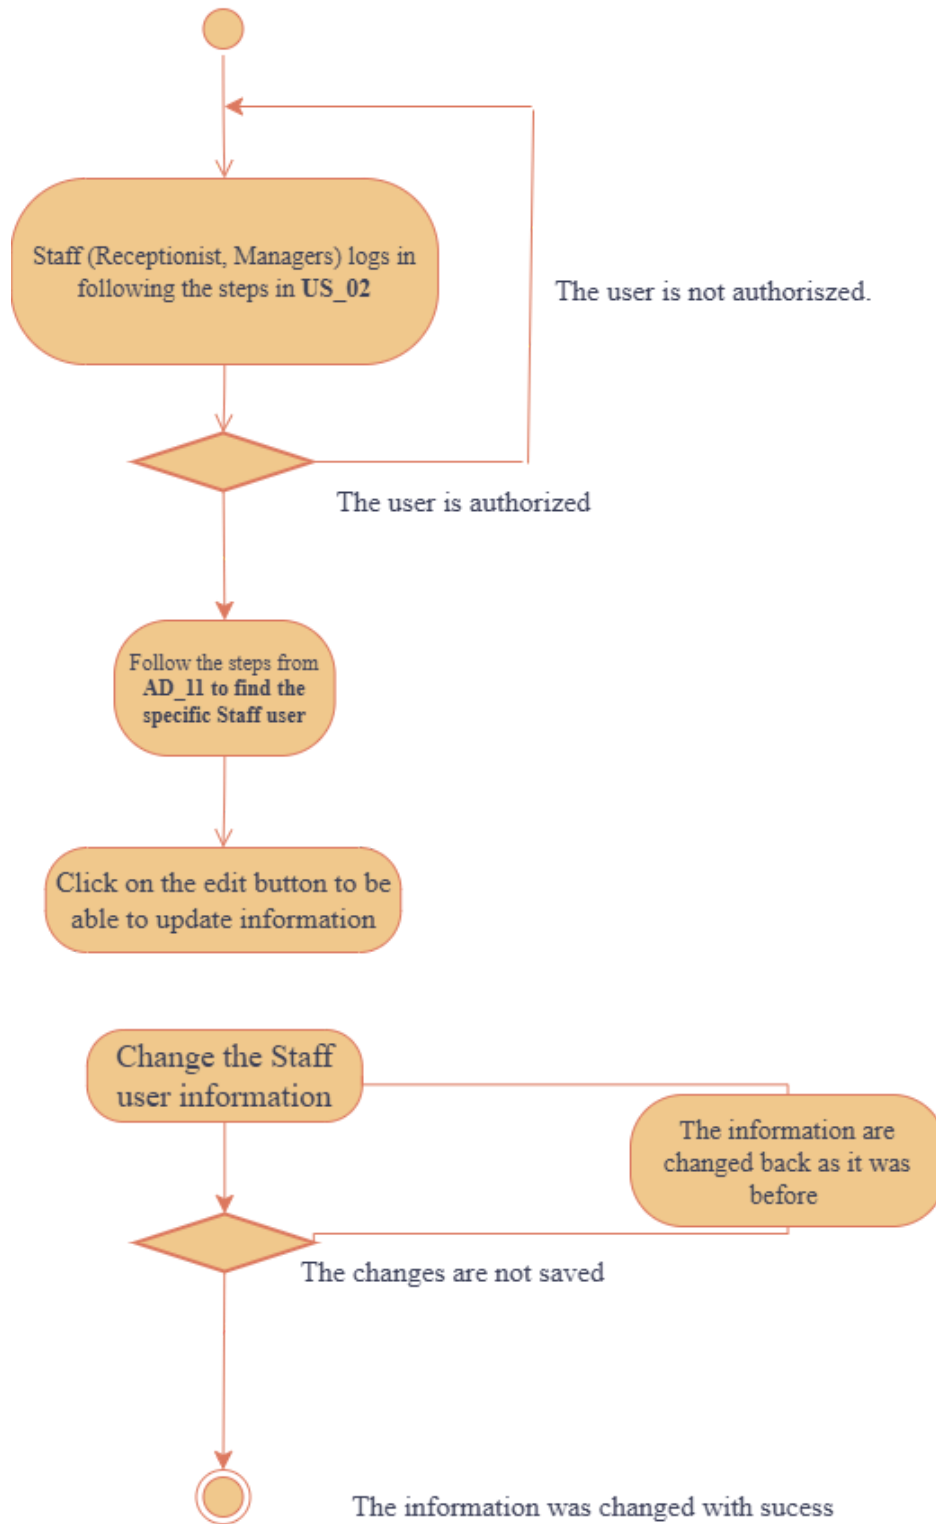 Staff (Receptionist, Managers) logs in
following the steps in US_02
The user is not authoriszed.
The user is authorized
Follow the steps from
AD_11 to find the
specific Staff user
Click on the edit button to be
able to update information
Change the Staff
user information
The information are
changed back as it was
before
The changes are not saved
The information was changed with sucess